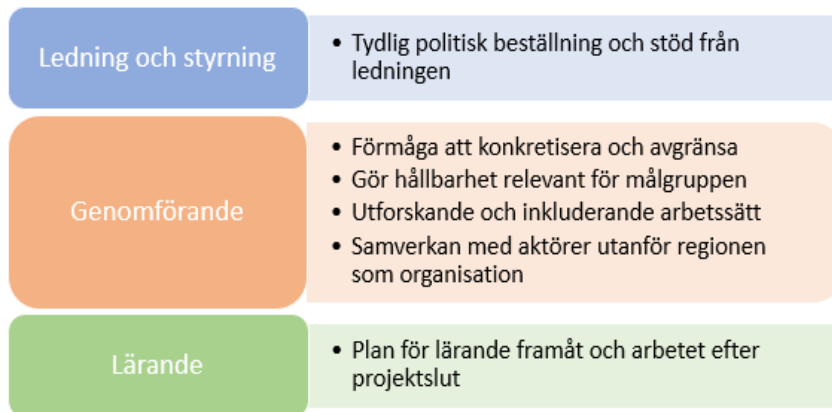 Ledning och styrning
• Tydlig politisk beställning och stöd från
ledningen
Genomförande
• Förmåga att konkretisera och avgränsa
• Gör hållbarhet relevant för målgruppen
• Utforskande och inkluderande arbetssätt
• Samverkan med aktörer utanför regionen
som organisation
Lärande
• Plan för lärande framåt och arbetet efter
projektslut